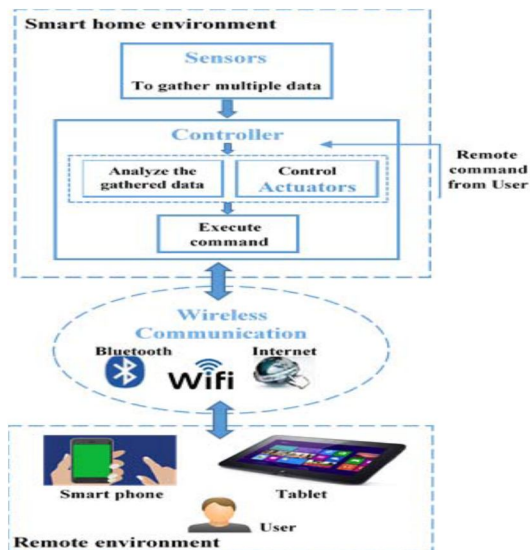 Smart home environment
Sensors
To gather multiple data
Controller
Analyze the
gathered data
Control
Actuators
Execute
command
Remote
command
from User
Wireless
Communication
Bluetooth
Wifi
Internet
Smart phone
Tablet
User
Remote environment